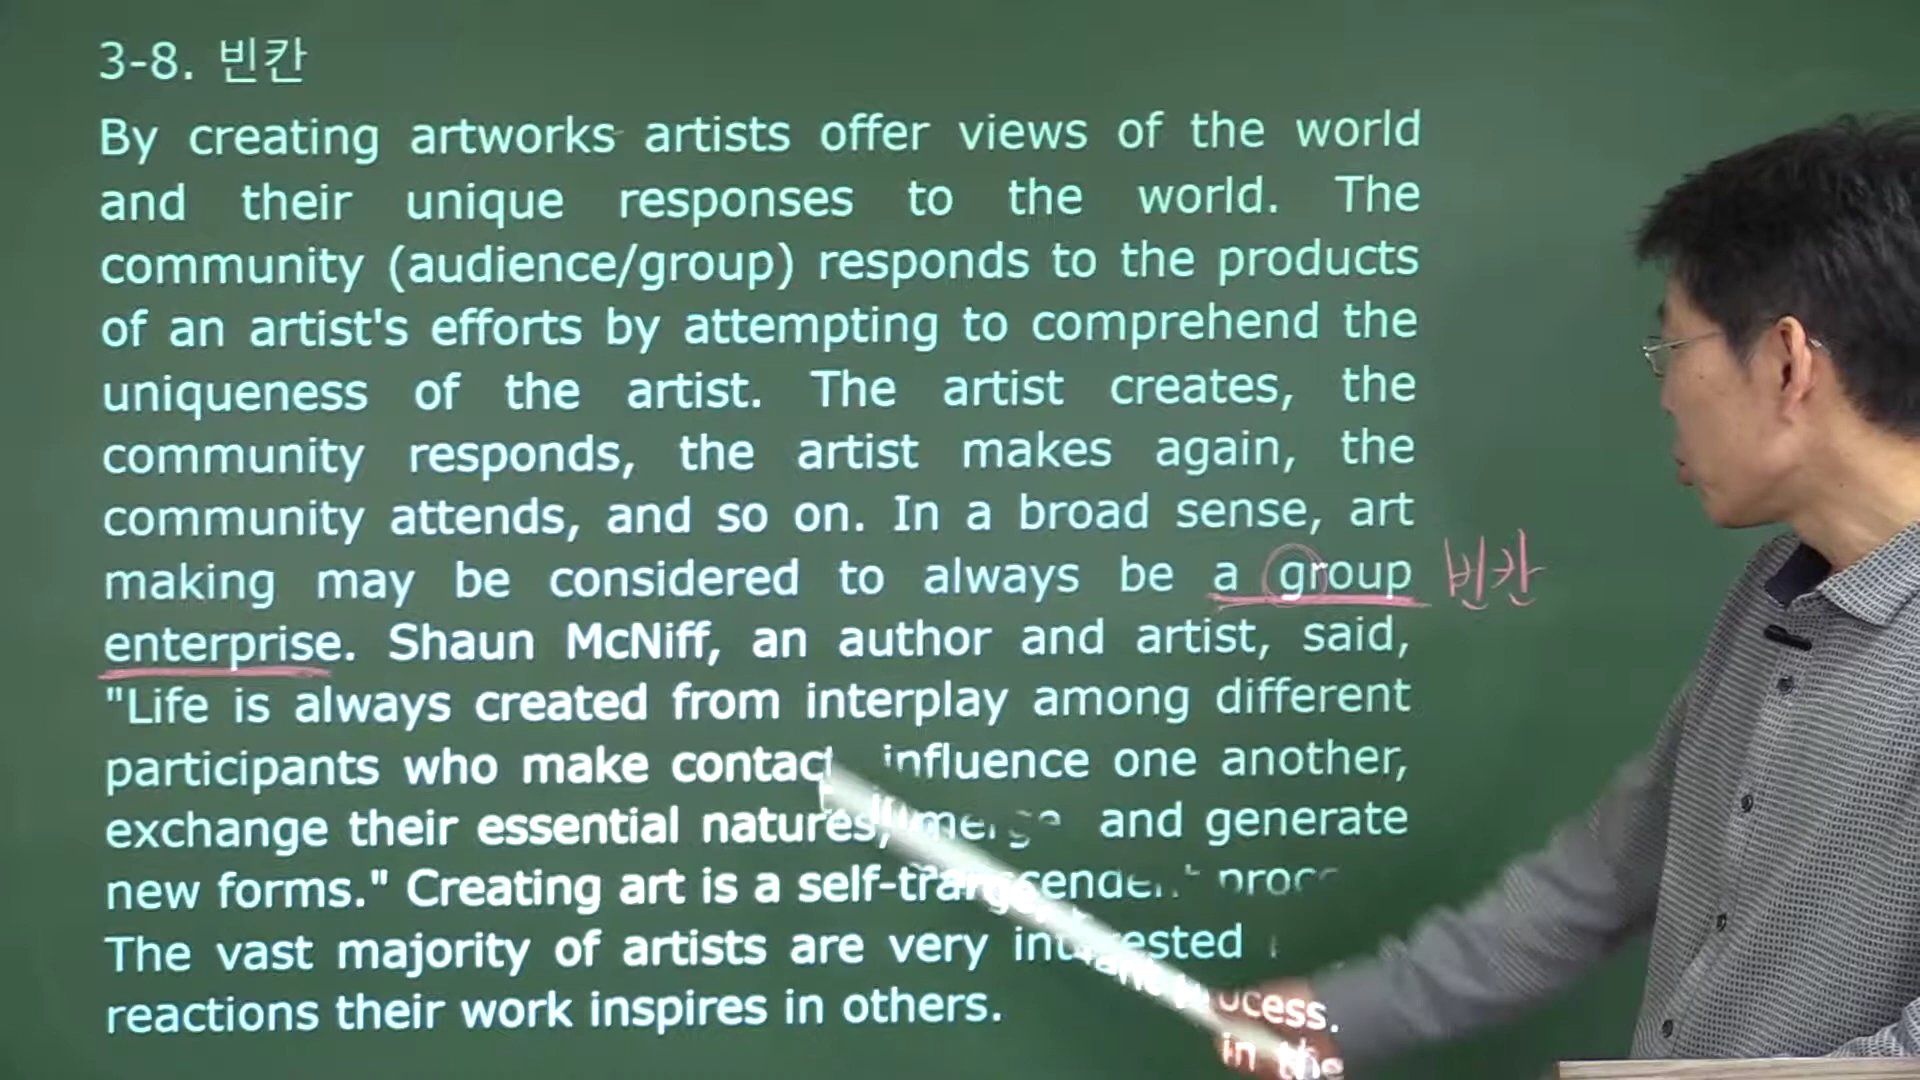 3-8. 빈칸
By creating artworks artists offer views of the world
and their unique responses to the world. The
community (audience/group) responds to the products
of an artist's efforts by attempting to comprehend the
uniqueness of the artist. The artist creates, the
community responds, the artist makes again, the
community attends, and so on. In a broad sense, art
making may be considered to always be a group 빈칸
enterprise. Shaun McNiff, an author and artist, said,
"Life is always created from interplay among different
participants who make contact, influence one another,
exchange their essential natures, merge and generate
new forms." Creating art is a self-transcendent process.
The vast majority of artists are very interested in the
reactions their work inspires in others.